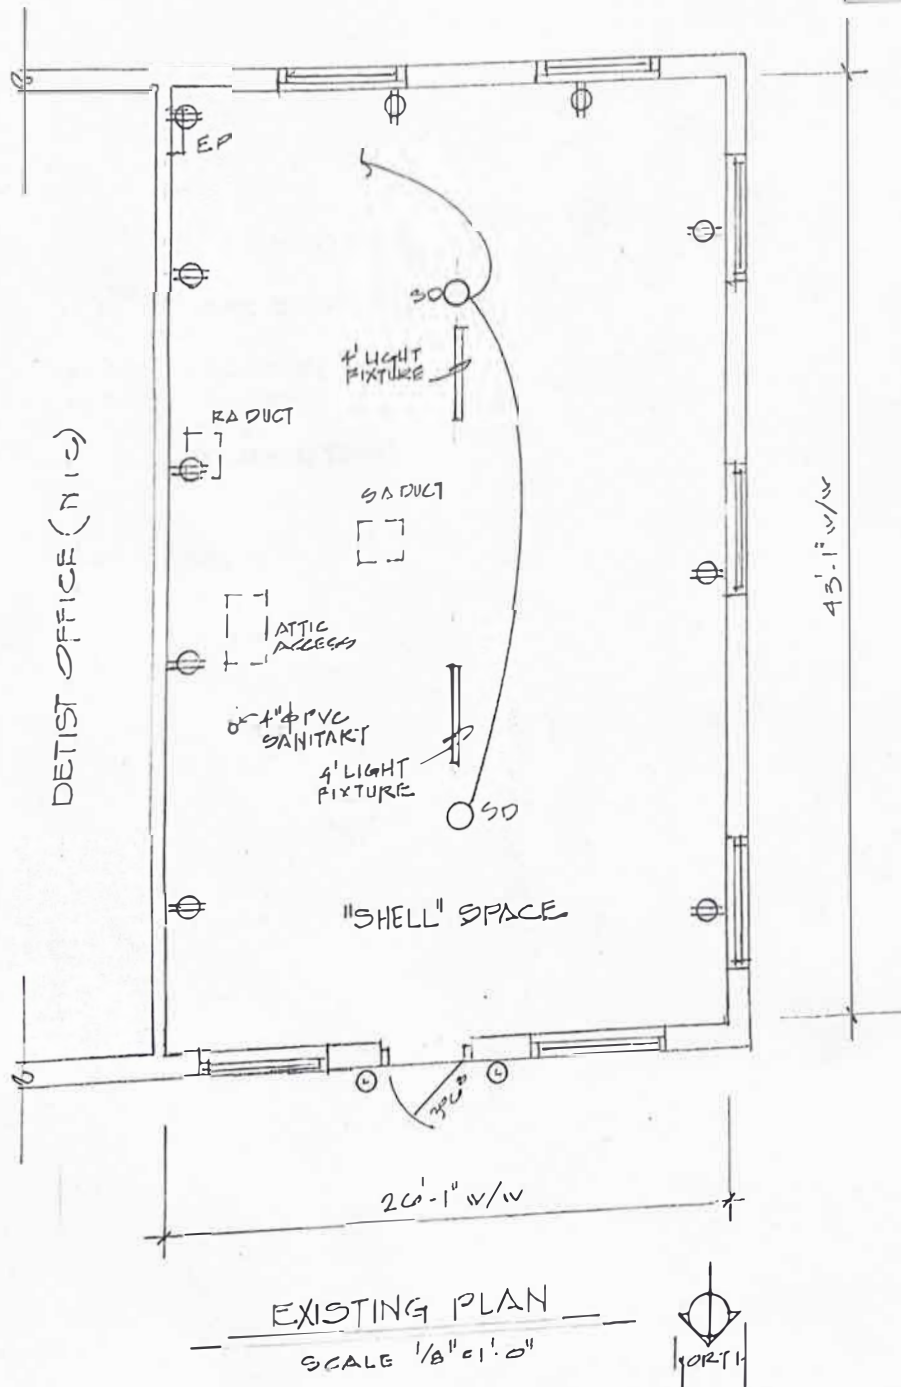 EP
SD
4' LIGHT
FIXTURE
RA DUCT
SA DUCT
DETIST OFFICE (NIC)
43'-1" W/W
ATTIC
ACCESS
4"ϕ PVC
SANITARY
4' LIGHT
FIXTURE
SD
"SHELL" SPACE
26'-1" W/W
EXISTING PLAN
SCALE 1/8"=1'-0"